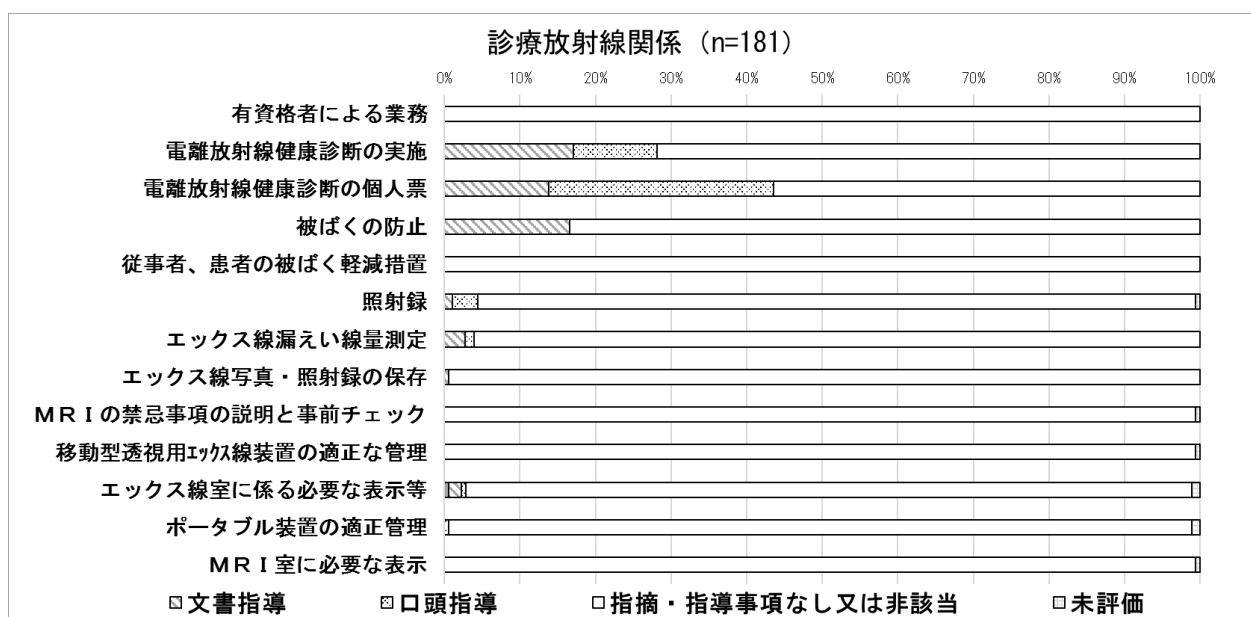 診療放射線関係（n=181）
0% 10% 20% 30% 40% 50% 60% 70% 80% 90% 100%
有資格者による業務
電離放射線健康診断の実施
電離放射線健康診断の個人票
被ばくの防止
従事者、患者の被ばく軽減措置
照射録
エックス線漏えい線量測定
エックス線写真・照射録の保存
ＭＲＩの禁忌事項の説明と事前チェック
移動型透視用ｴｯｸｽ線装置の適正な管理
エックス線室に係る必要な表示等
ポータブル装置の適正管理
ＭＲＩ室に必要な表示
文書指導 口頭指導 指摘・指導事項なし又は非該当 未評価